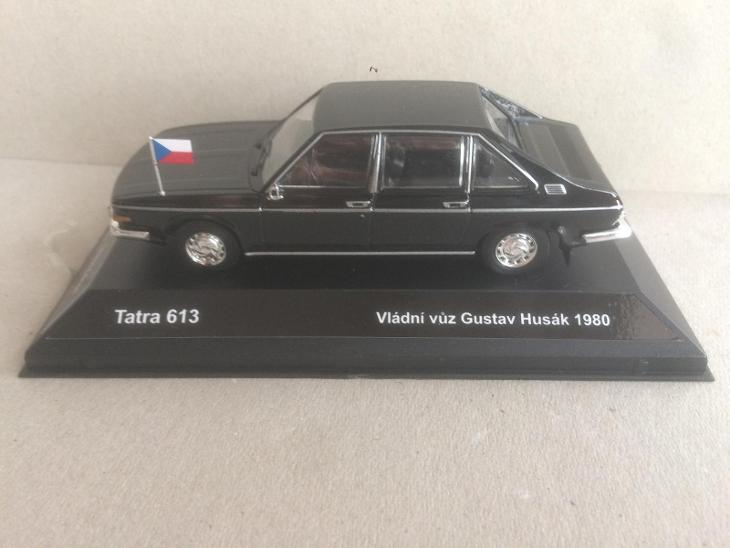 Tatra 613
Vládní vůz Gustav Husák 1980